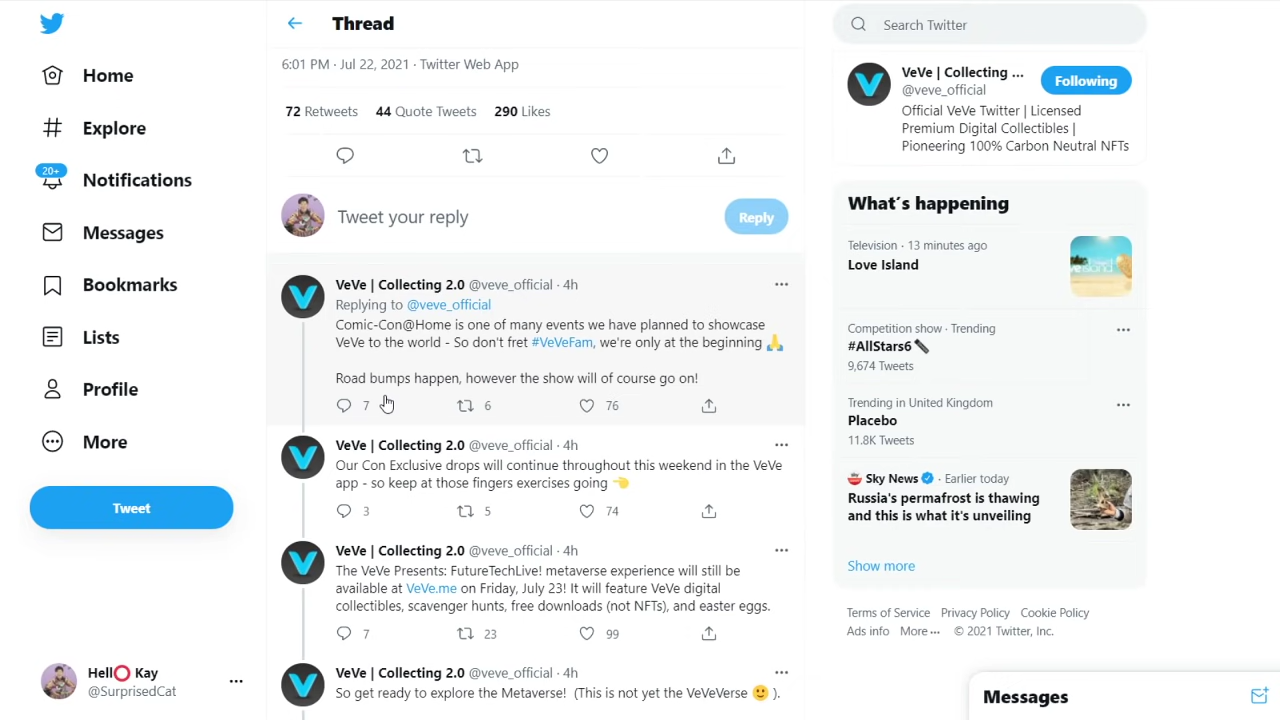 Home
Explore
20+
Notifications
Messages
Bookmarks
Lists
Profile
More
Tweet
Hell⭕ Kay
@SurprisedCat
Thread
6:01 PM · Jul 22, 2021 · Twitter Web App
72 Retweets 44 Quote Tweets 290 Likes
Tweet your reply
Reply
VeVe | Collecting 2.0 @veve_official · 4h
Replying to @veve_official
Comic-Con@Home is one of many events we have planned to showcase
VeVe to the world - So don't fret #VeVeFam, we're only at the beginning 🙏
Road bumps happen, however the show will of course go on!
7 6 76
VeVe | Collecting 2.0 @veve_official · 4h
Our Con Exclusive drops will continue throughout this weekend in the VeVe
app - so keep at those fingers exercises going 👈
3 5 74
VeVe | Collecting 2.0 @veve_official · 4h
The VeVe Presents: FutureTechLive! metaverse experience will still be
available at VeVe.me on Friday, July 23! It will feature VeVe digital
collectibles, scavenger hunts, free downloads (not NFTs), and easter eggs.
7 23 99
VeVe | Collecting 2.0 @veve_official · 4h
So get ready to explore the Metaverse! (This is not yet the VeVeVerse 🙂 ).
Search Twitter
VeVe | Collecting ...
@veve_official
Following
Official VeVe Twitter | Licensed
Premium Digital Collectibles |
Pioneering 100% Carbon Neutral NFTs
What's happening
Television · 13 minutes ago
Love Island
Competition show · Trending
#AllStars6
9,674 Tweets
Trending in United Kingdom
Placebo
11.8K Tweets
Sky News · Earlier today
Russia's permafrost is thawing
and this is what it's unveiling
Show more
Terms of Service Privacy Policy Cookie Policy
Ads info More ··· © 2021 Twitter, Inc.
Messages